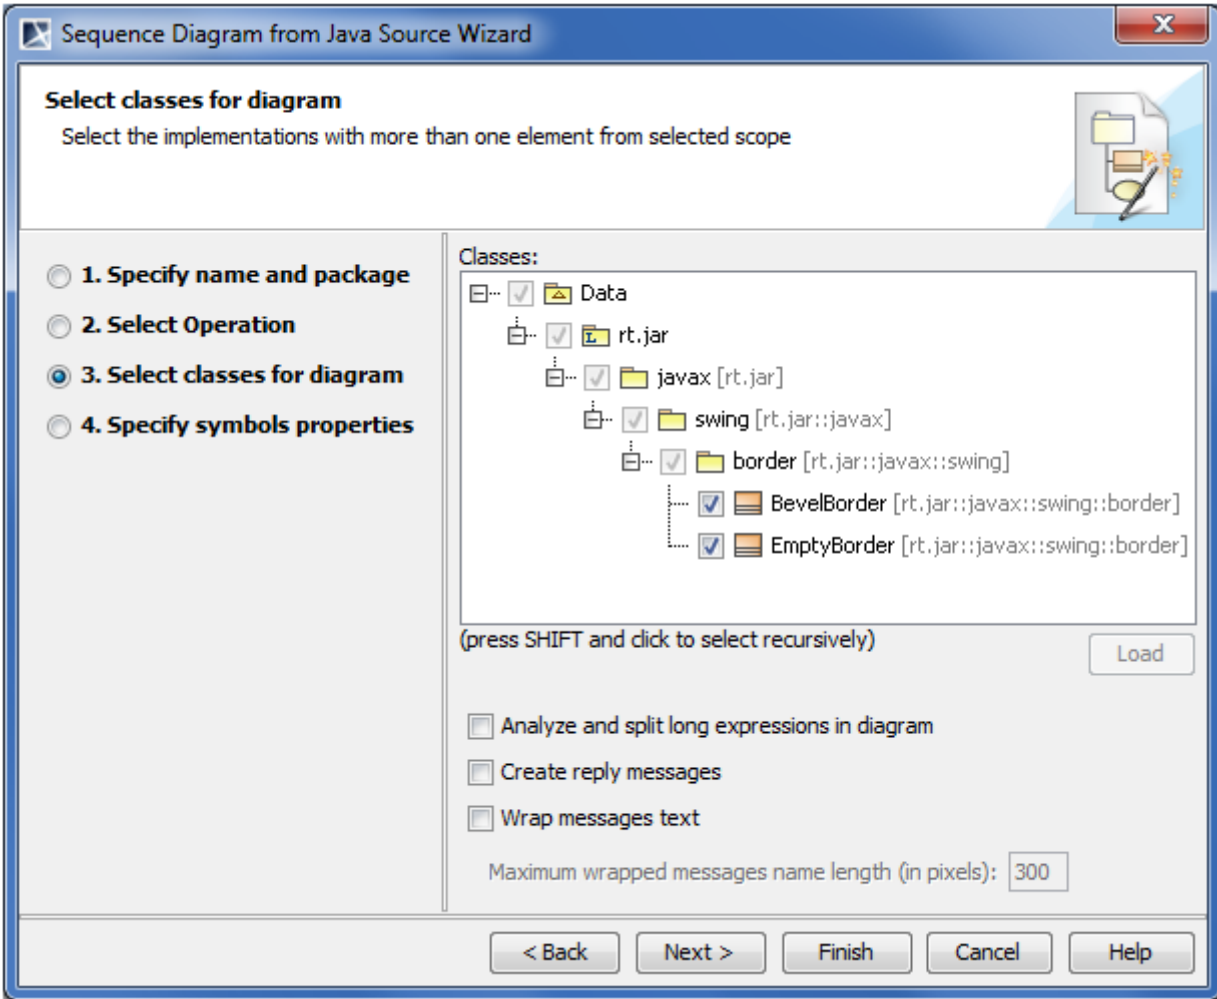 Sequence Diagram from Java Source Wizard
Select classes for diagram
Select the implementations with more than one element from selected scope
1. Specify name and package
2. Select Operation
3. Select classes for diagram
4. Specify symbols properties
Classes:
Data
rt.jar
javax [rt.jar]
swing [rt.jar::javax]
border [rt.jar::javax::swing]
BevelBorder [rt.jar::javax::swing::border]
EmptyBorder [rt.jar::javax::swing::border]
(press SHIFT and click to select recursively)
Load
Analyze and split long expressions in diagram
Create reply messages
Wrap messages text
Maximum wrapped messages name length (in pixels): 300
< Back Next > Finish Cancel Help